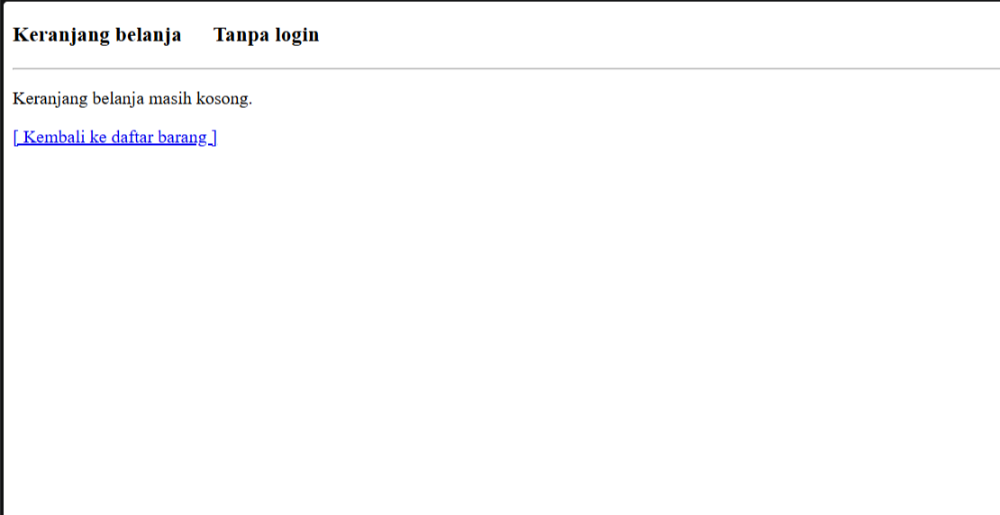 Keranjang belanja Tanpa login
Keranjang belanja masih kosong.
[ Kembali ke daftar barang ]